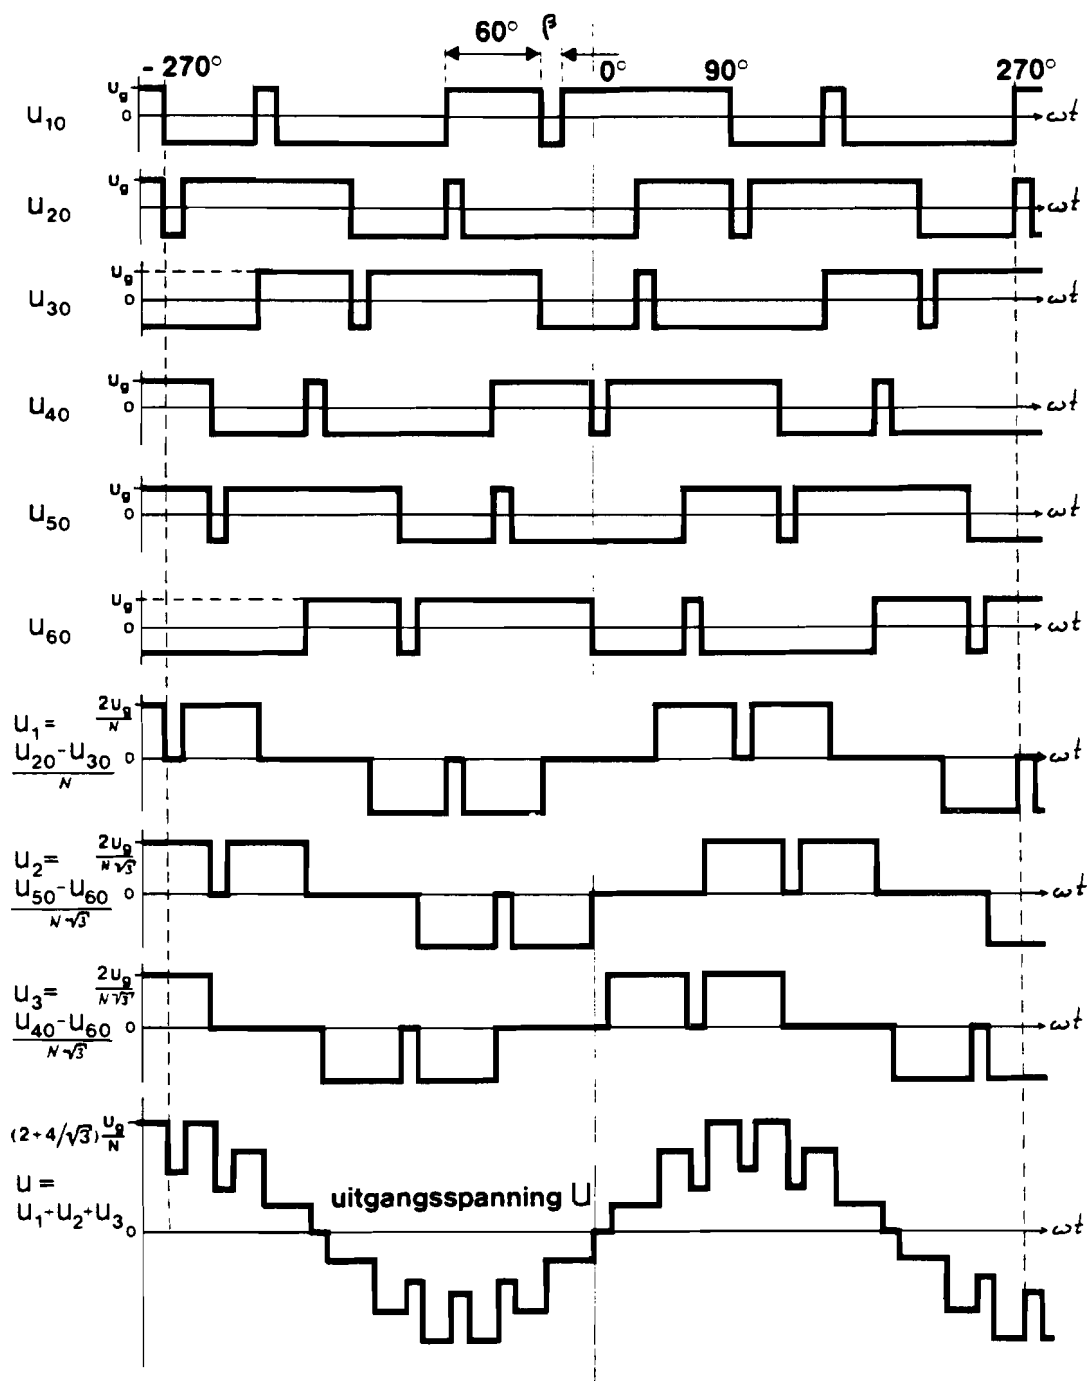 60° β
- 270° 0° 90° 270°
u₁₀ Ug 0 ωt
u₂₀ Ug ωt
u₃₀ Ug 0 ωt
u₄₀ Ug 0 ωt
u₅₀ Ug 0 ωt
u₆₀ Ug 0 ωt
u₁= 2Ug/N
u₂₀-u₃₀/N 0 ωt
u₂= 2Ug/N√3
u₅₀-u₆₀/N√3 0 ωt
u₃= 2Ug/N√3
u₄₀-u₆₀/N√3 0 ωt
(2+4/√3) Ug/N
u =
u₁+u₂+u₃ 0 ωt
uitgangsspanning U